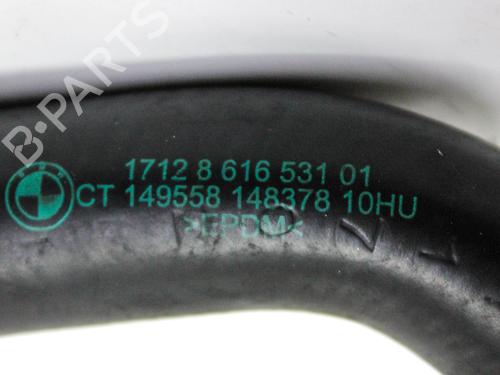 B-PARTS
1712 8 616 531 01
CT 149558 148378 10HU
>EPDM<